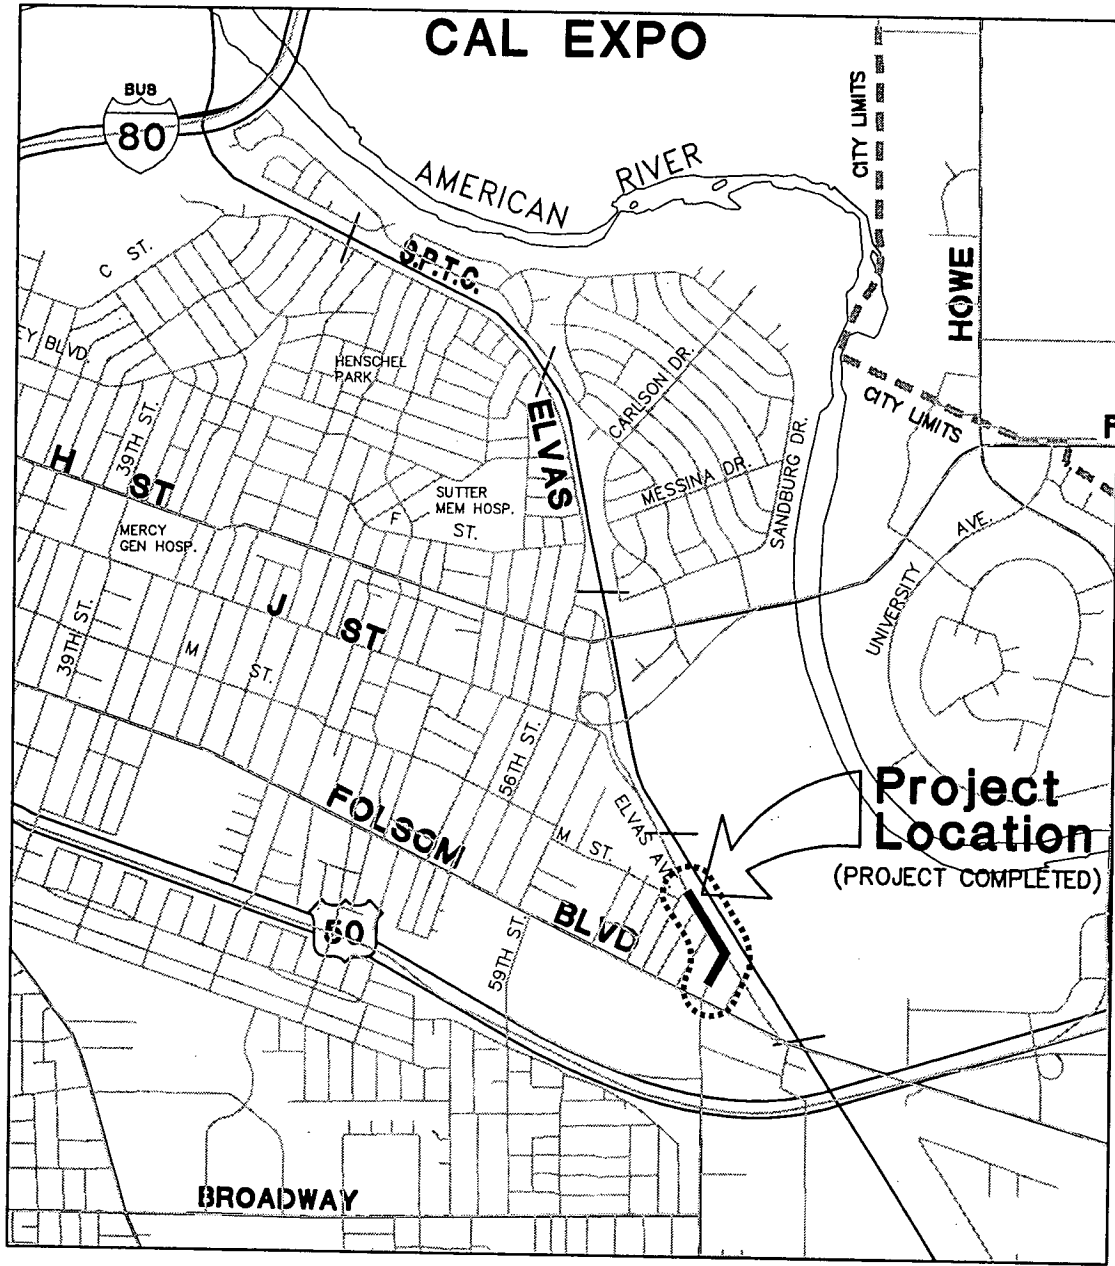 CAL EXPO
BUS
80
CITY LIMITS
AMERICAN RIVER
C ST.
S.P.T.C.
HOWE
EY BLVD.
HENSCHEL
PARK
CARLSON DR.
CITY LIMITS
F
39TH ST.
ELVAS
H ST
SUTTER
MEM HOSP.
MESSINA DR.
SANDBURG DR.
F ST.
MERCY
GEN HOSP.
UNIVERSITY AVE.
J ST
39TH ST.
M ST.
56TH ST.
Project
Location
(PROJECT COMPLETED)
ELVAS AVE.
M ST.
FOLSOM BLVD
50
59TH ST.
BROADWAY